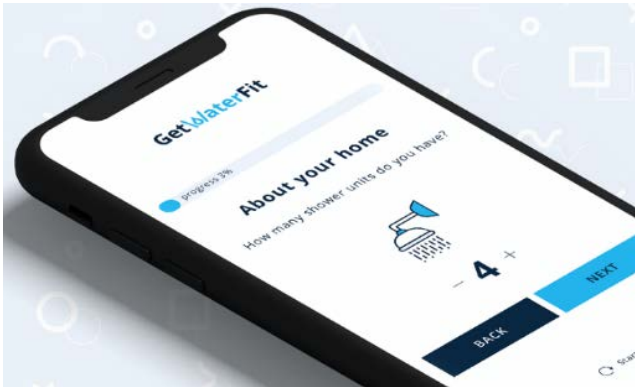 GetWaterFit
progress 3%
About your home
How many shower units do you have?
– 4 +
BACK NEXT